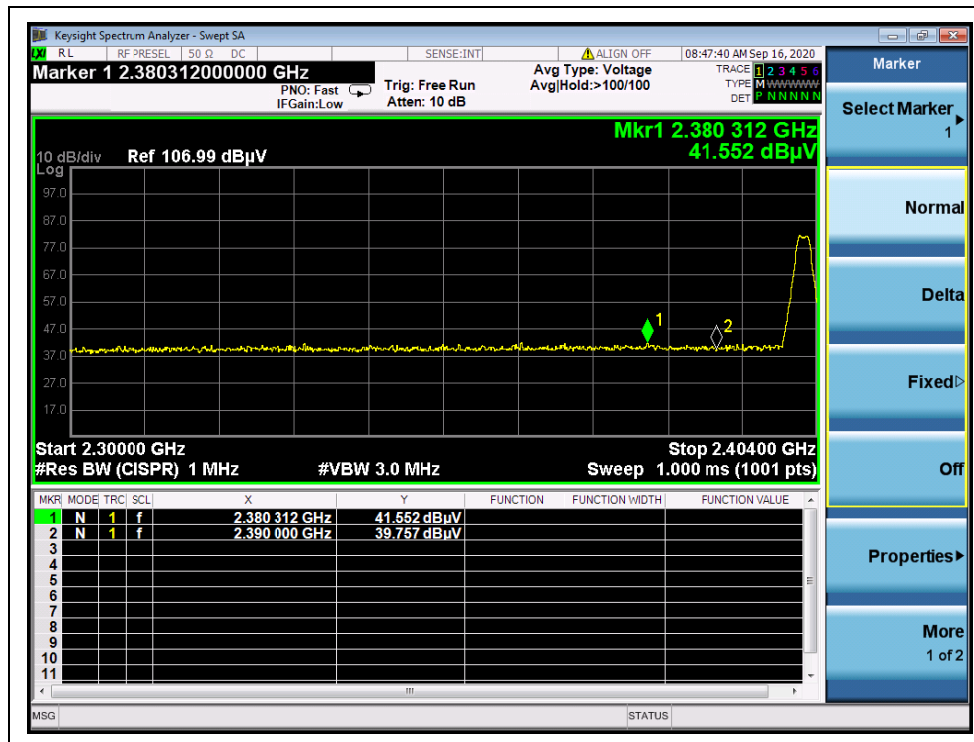 Keysight Spectrum Analyzer - Swept SA
LXI RL RF PRESEL 50 Ω DC SENSE:INT ALIGN OFF 08:47:40 AM Sep 16, 2020
Marker 1 2.380312000000 GHz
PNO: Fast
IFGain:Low
Trig: Free Run
Atten: 10 dB
Avg Type: Voltage
Avg|Hold:>100/100
TRACE 1 2 3 4 5 6
TYPE M WWWWW
DET P N N N N N
Mkr1 2.380 312 GHz
41.552 dBµV
10 dB/div Ref 106.99 dBµV
Log
97.0
87.0
77.0
67.0
57.0
47.0
37.0
27.0
17.0
1
2
Start 2.30000 GHz Stop 2.40400 GHz
#Res BW (CISPR) 1 MHz #VBW 3.0 MHz Sweep 1.000 ms (1001 pts)
MKR MODE TRC SCL X Y FUNCTION FUNCTION WIDTH FUNCTION VALUE
1 N 1 f 2.380 312 GHz 41.552 dBµV
2 N 1 f 2.390 000 GHz 39.757 dBµV
3
4
5
6
7
8
9
10
11
MSG STATUS
Marker
Select Marker
1
Normal
Delta
Fixed
Off
Properties
More
1 of 2